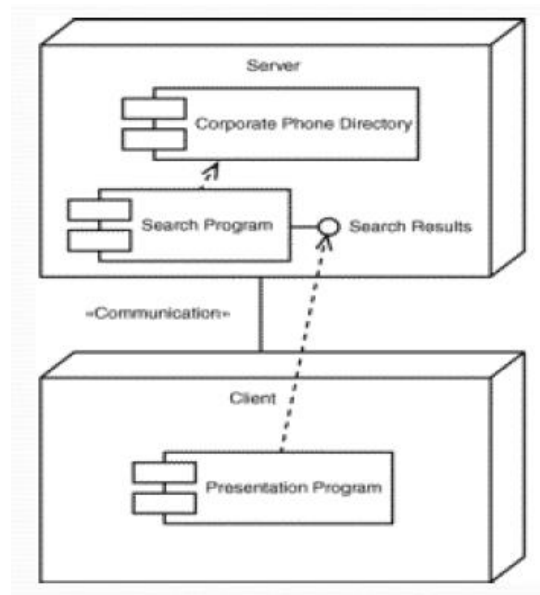 Server
Corporate Phone Directory
Search Program
Search Results
«Communication»
Client
Presentation Program